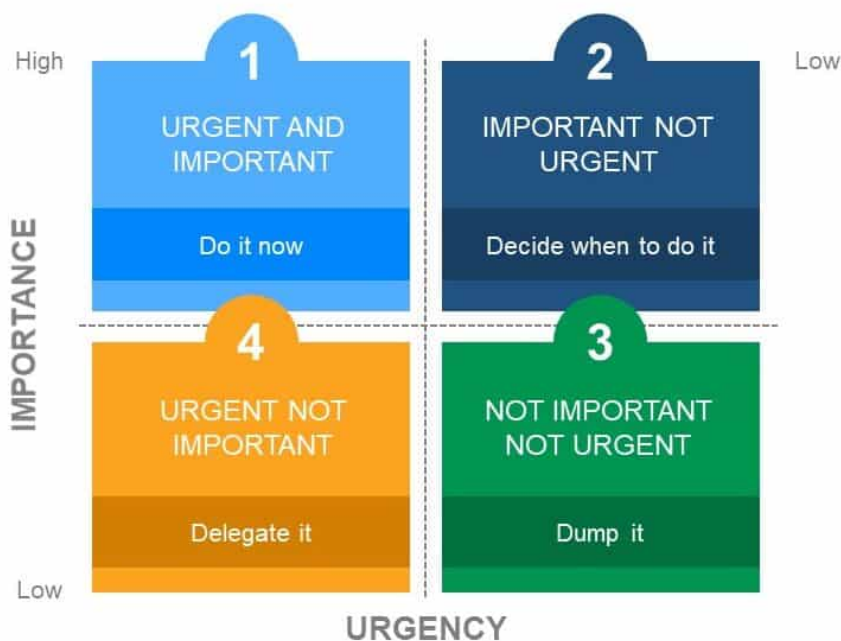 High
1
2
Low
URGENT AND
IMPORTANT
IMPORTANT NOT
URGENT
Do it now
Decide when to do it
IMPORTANCE
4
3
URGENT NOT
IMPORTANT
NOT IMPORTANT
NOT URGENT
Delegate it
Dump it
Low
URGENCY